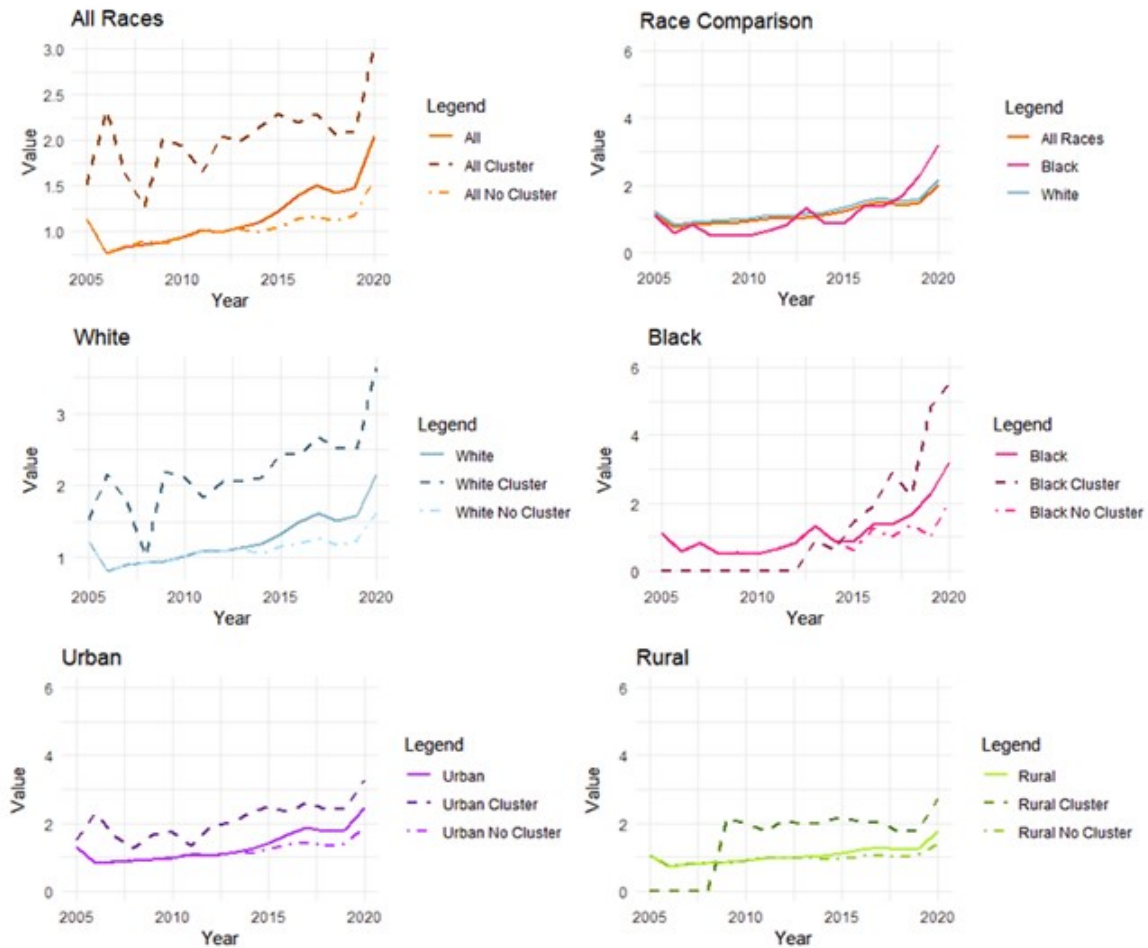 All Races
3.0
2.5
2.0
1.5
1.0
Value
2005 2010 2015 2020
Year
Legend
All
All Cluster
All No Cluster
Race Comparison
6
4
2
0
Value
2005 2010 2015 2020
Year
Legend
All Races
Black
White
White
3
2
1
Value
2005 2010 2015 2020
Year
Legend
White
White Cluster
White No Cluster
Black
6
4
2
0
Value
2005 2010 2015 2020
Year
Legend
Black
Black Cluster
Black No Cluster
Urban
6
4
2
0
Value
2005 2010 2015 2020
Year
Legend
Urban
Urban Cluster
Urban No Cluster
Rural
6
4
2
0
Value
2005 2010 2015 2020
Year
Legend
Rural
Rural Cluster
Rural No Cluster